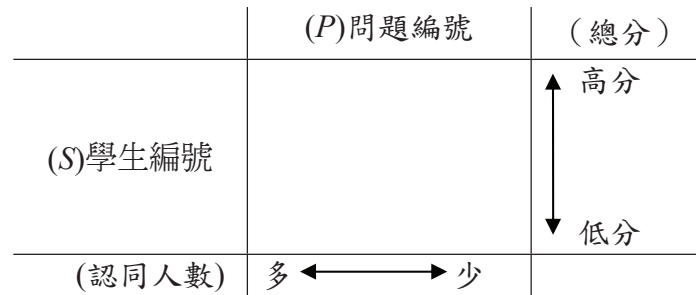 (P)問題編號
（總分）
高分
(S)學生編號
低分
(認同人數)
多
少